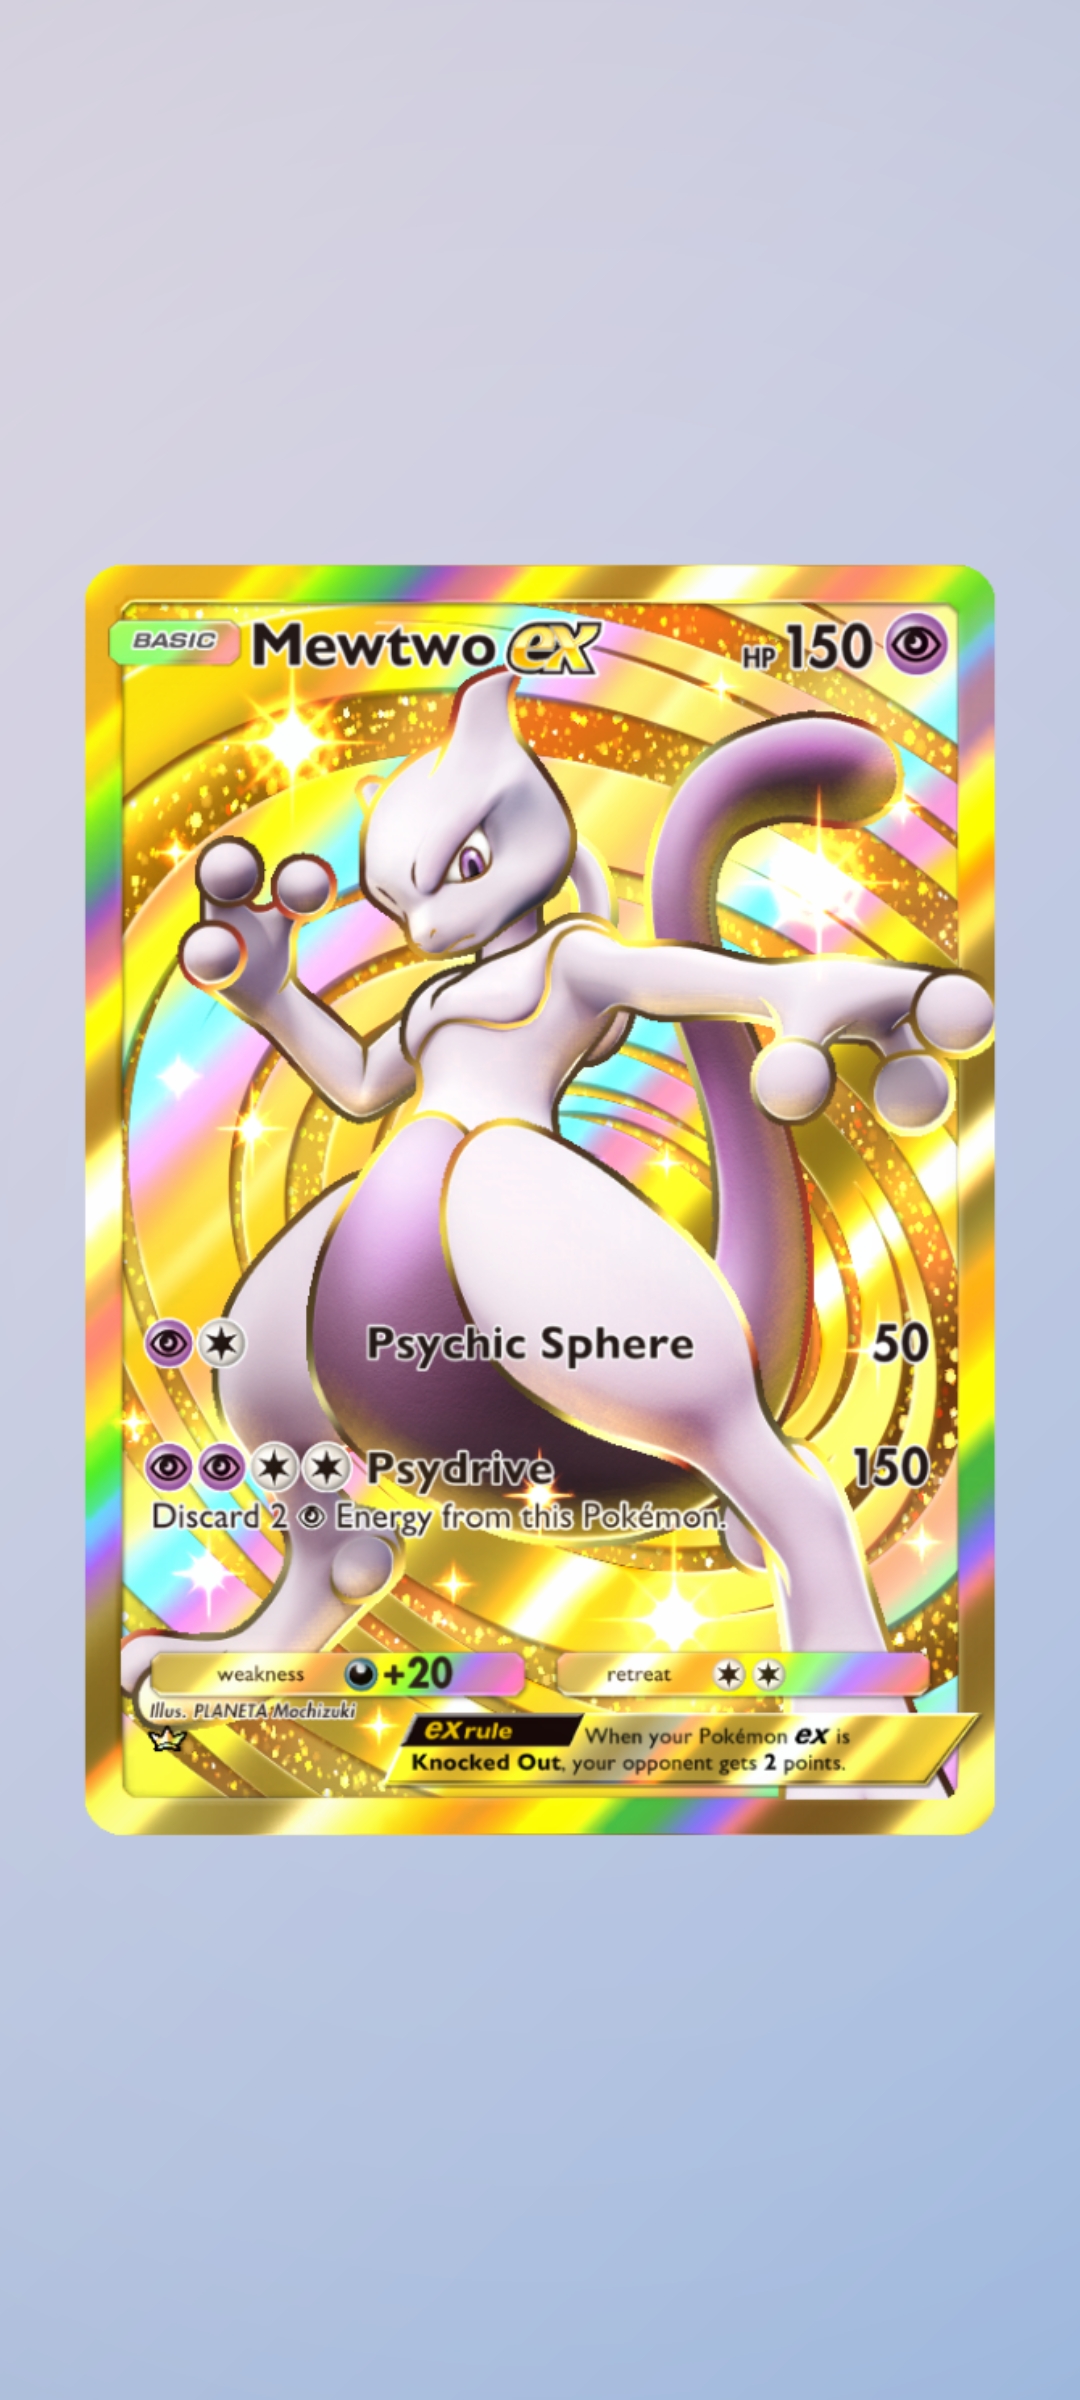 BASIC Mewtwo ex HP 150
Psychic Sphere 50
Psydrive 150
Discard 2 Energy from this Pokémon.
weakness +20 retreat
Illus. PLANETA Mochizuki
ex rule When your Pokémon ex is
Knocked Out, your opponent gets 2 points.